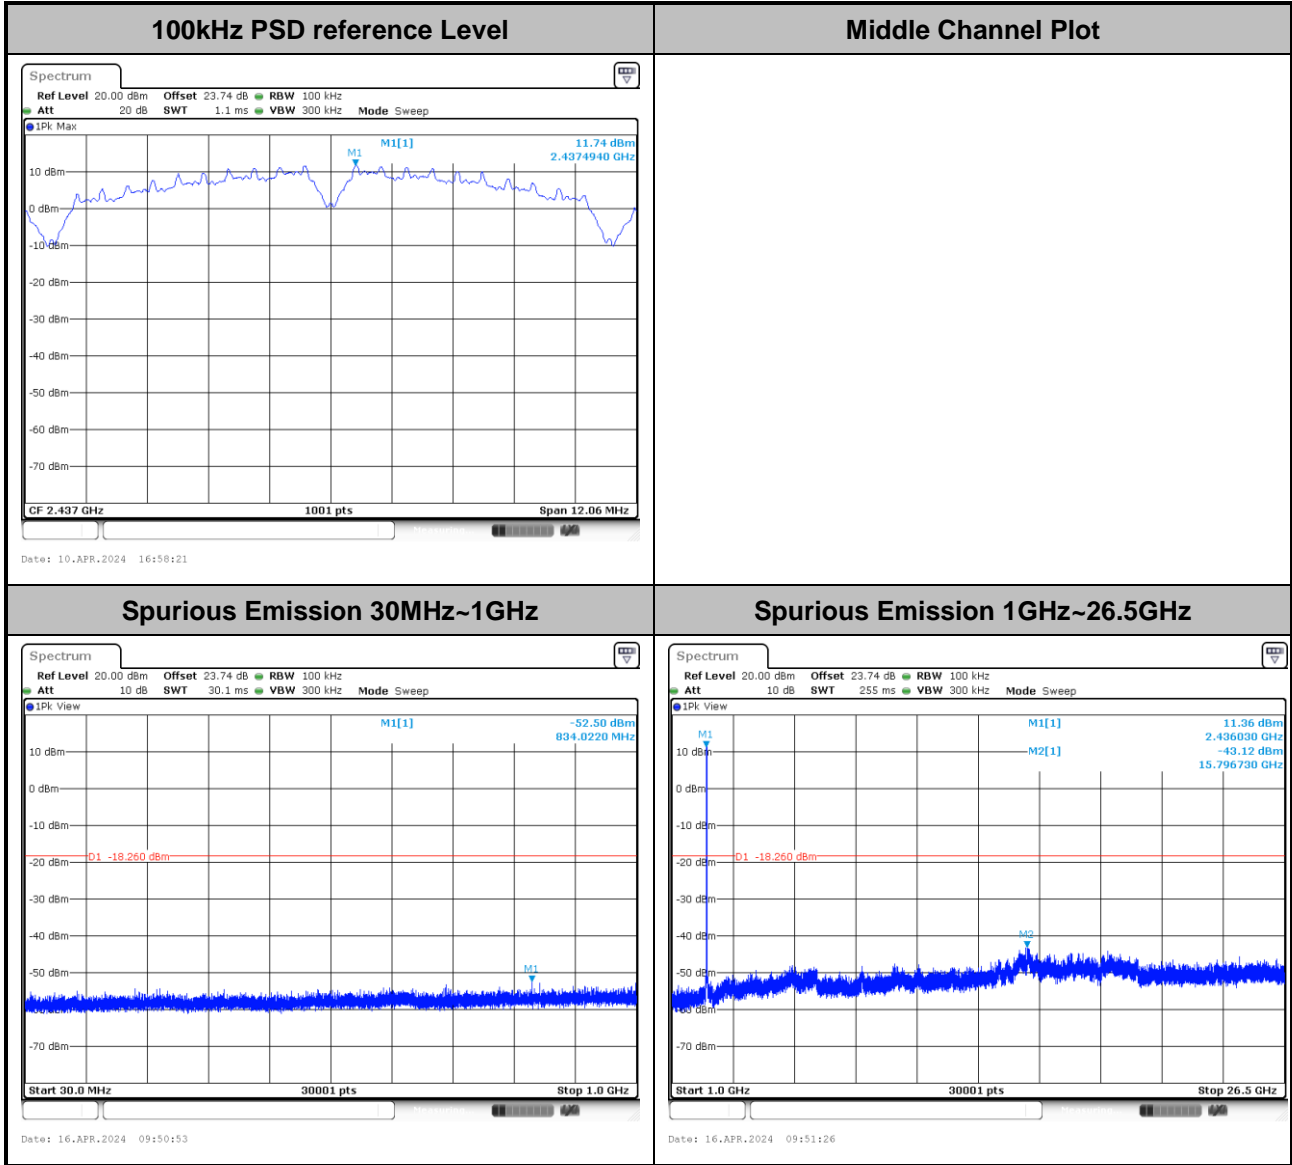 100kHz PSD reference Level
Middle Channel Plot
Spectrum
Ref Level 20.00 dBm Offset 23.74 dB RBW 100 kHz
Att 20 dB SWT 1.1 ms VBW 300 kHz Mode Sweep
1Pk Max
M1[1] 11.74 dBm
2.4374940 GHz
M1
10 dBm
0 dBm
-10 dBm
-20 dBm
-30 dBm
-40 dBm
-50 dBm
-60 dBm
-70 dBm
CF 2.437 GHz 1001 pts Span 12.06 MHz
Date: 10.APR.2024 16:58:21
Spurious Emission 30MHz~1GHz
Spurious Emission 1GHz~26.5GHz
Spectrum
Ref Level 20.00 dBm Offset 23.74 dB RBW 100 kHz
Att 10 dB SWT 30.1 ms VBW 300 kHz Mode Sweep
1Pk View
M1[1] -52.50 dBm
834.0220 MHz
10 dBm
0 dBm
-10 dBm
D1 -18.260 dBm
-20 dBm
-30 dBm
-40 dBm
-50 dBm
M1
-70 dBm
Start 30.0 MHz 30001 pts Stop 1.0 GHz
Date: 16.APR.2024 09:50:53
Spectrum
Ref Level 20.00 dBm Offset 23.74 dB RBW 100 kHz
Att 10 dB SWT 255 ms VBW 300 kHz Mode Sweep
1Pk View
M1[1] 11.36 dBm
2.436030 GHz
M1
10 dBm
M2[1] -43.12 dBm
15.796730 GHz
0 dBm
-10 dBm
D1 -18.260 dBm
-20 dBm
-30 dBm
-40 dBm
M2
-50 dBm
-60 dBm
-70 dBm
Start 1.0 GHz 30001 pts Stop 26.5 GHz
Date: 16.APR.2024 09:51:26